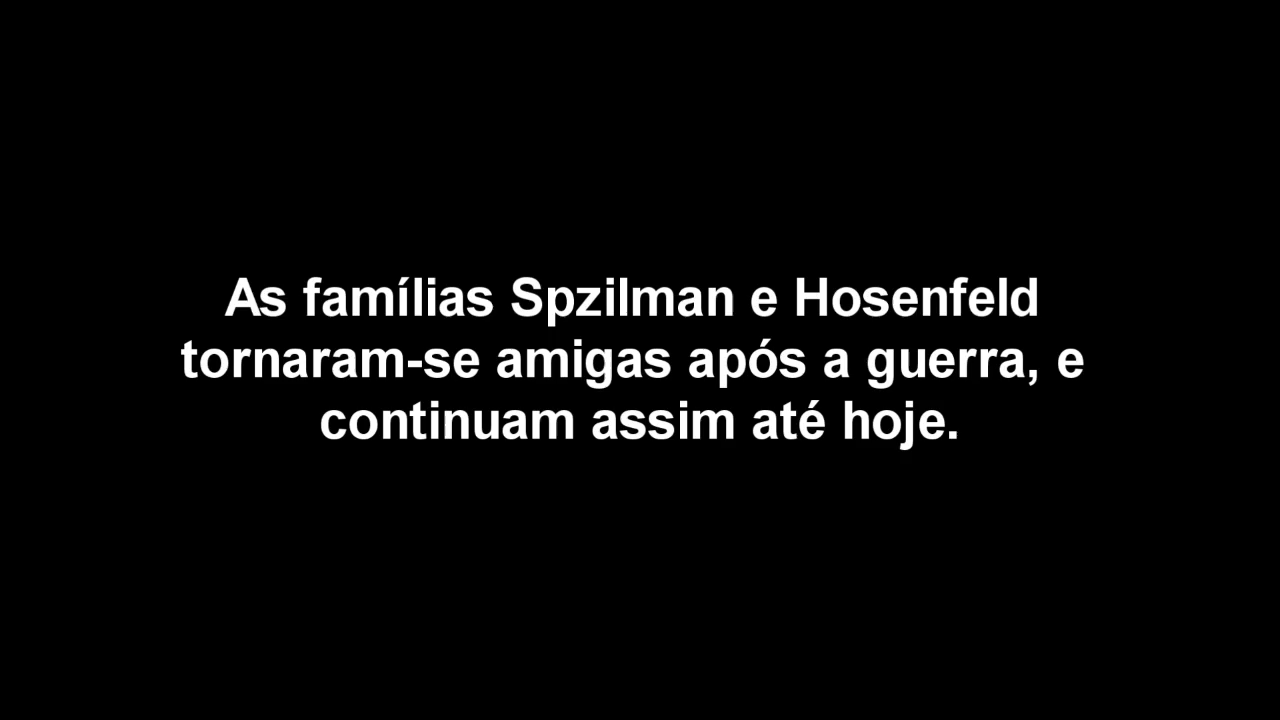 As famílias Spzilman e Hosenfeld
tornaram-se amigas após a guerra, e
continuam assim até hoje.